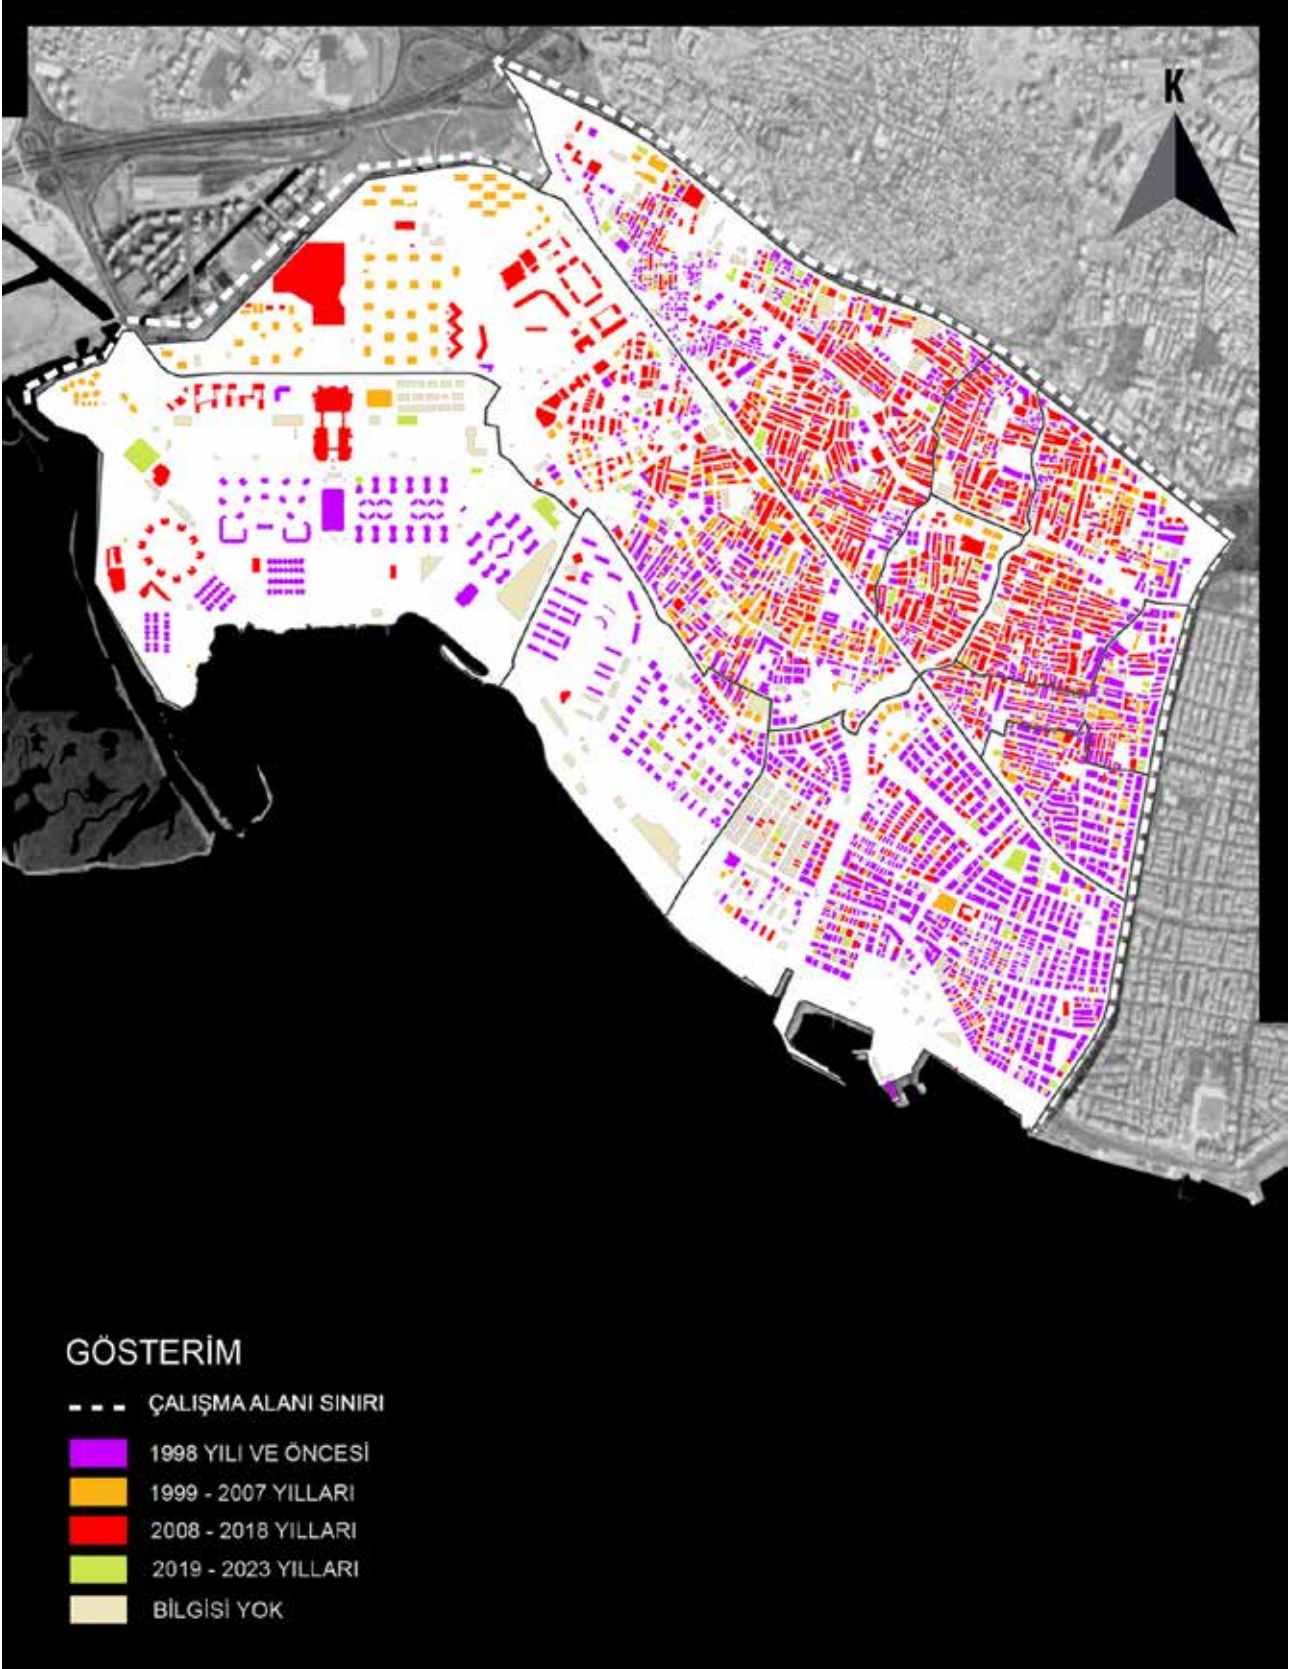 K
GÖSTERİM
ÇALIŞMA ALANI SINIRI
1998 YILI VE ÖNCESİ
1999 - 2007 YILLARI
2008 - 2018 YILLARI
2019 - 2023 YILLARI
BİLGİSİ YOK